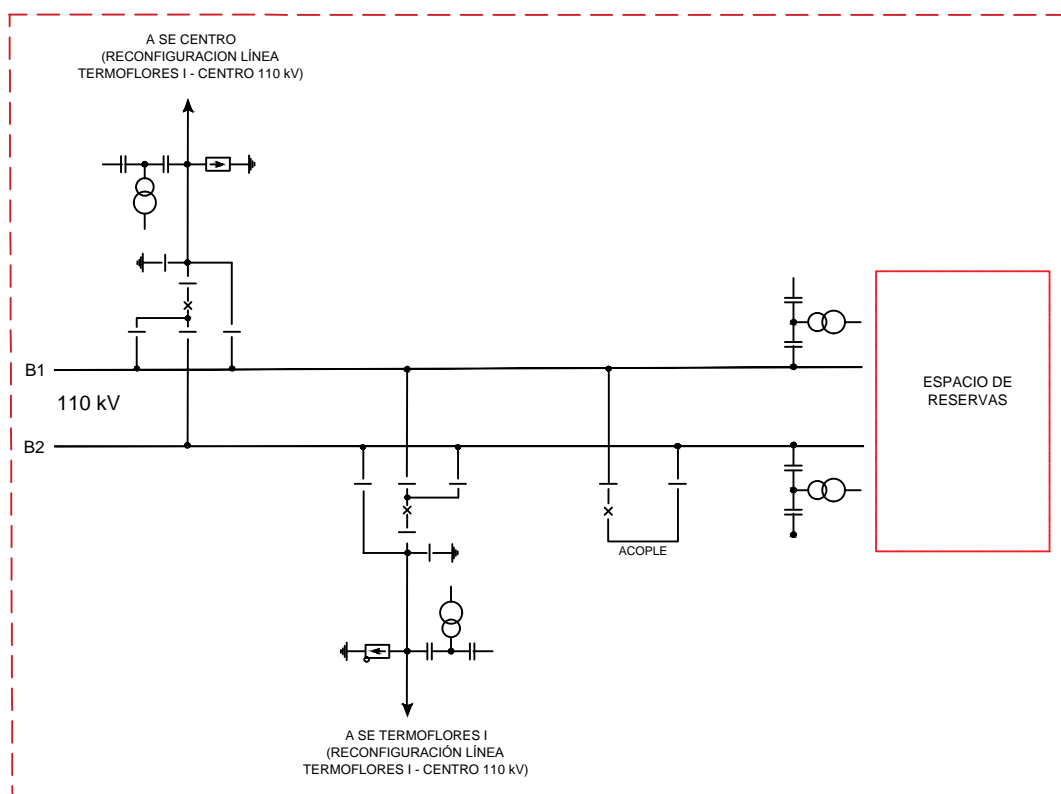 A SE CENTRO
(RECONFIGURACION LÍNEA
TERMOFLORES I - CENTRO 110 kV)
B1
110 kV
B2
ESPACIO DE
RESERVAS
ACOPLE
A SE TERMOFLORES I
(RECONFIGURACIÓN LÍNEA
TERMOFLORES I - CENTRO 110 kV)